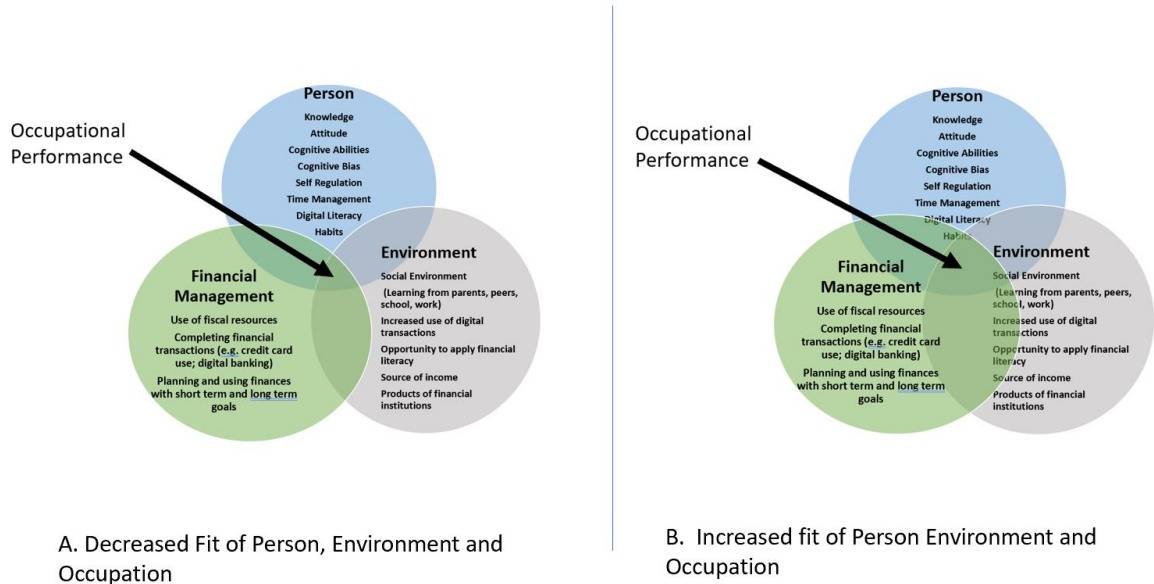 Occupational
Performance
Person
Knowledge
Attitude
Cognitive Abilities
Cognitive Bias
Self Regulation
Time Management
Digital Literacy
Habits
Financial
Management
Use of fiscal resources
Completing financial
transactions (e.g. credit card
use; digital banking)
Planning and using finances
with short term and long term
goals
Environment
Social Environment
(Learning from parents, peers,
school, work)
Increased use of digital
transactions
Opportunity to apply financial
literacy
Source of income
Products of financial
institutions
A. Decreased Fit of Person, Environment and
Occupation
Occupational
Performance
Person
Knowledge
Attitude
Cognitive Abilities
Cognitive Bias
Self Regulation
Time Management
Digital Literacy
Habits
Financial
Management
Use of fiscal resources
Completing financial
transactions (e.g. credit card
use; digital banking)
Planning and using finances
with short term and long term
goals
Environment
Social Environment
(Learning from parents, peers,
school, work)
Increased use of digital
transactions
Opportunity to apply financial
literacy
Source of income
Products of financial
institutions
B. Increased fit of Person Environment and
Occupation